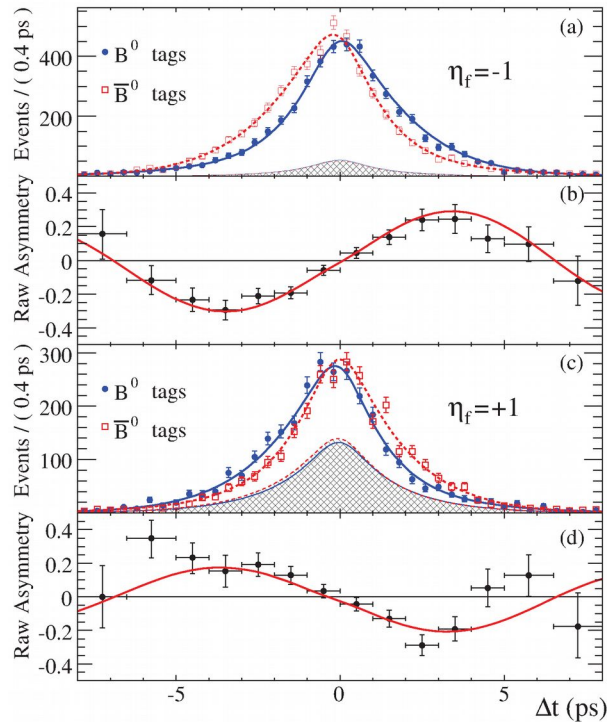 Events / ( 0.4 ps )
400
200
B⁰ tags
B̅⁰ tags
(a)
η_f=-1
Raw Asymmetry
0.4
0.2
0
-0.2
-0.4
(b)
Events / ( 0.4 ps )
300
200
100
B⁰ tags
B̅⁰ tags
(c)
η_f=+1
Raw Asymmetry
0.4
0.2
0
-0.2
-0.4
(d)
-5 0 5
Δt (ps)